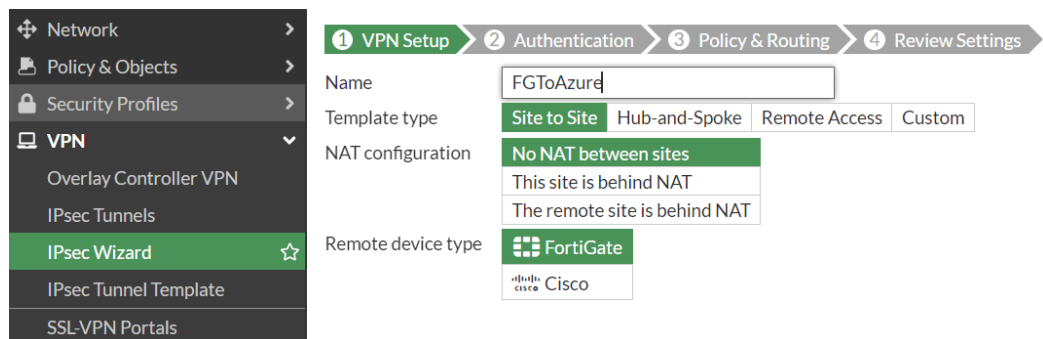 Network
Policy & Objects
Security Profiles
VPN
Overlay Controller VPN
IPsec Tunnels
IPsec Wizard
IPsec Tunnel Template
SSL-VPN Portals
1 VPN Setup 2 Authentication 3 Policy & Routing 4 Review Settings
Name FGToAzure
Template type Site to Site Hub-and-Spoke Remote Access Custom
NAT configuration No NAT between sites
This site is behind NAT
The remote site is behind NAT
Remote device type FortiGate
CISCO Cisco